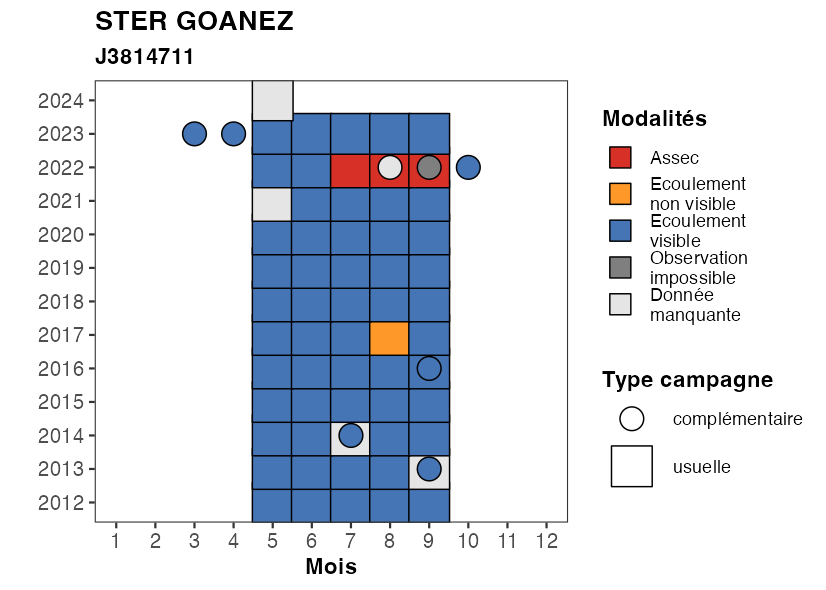 STER GOANEZ
J3814711
2024
2023
2022
2021
2020
2019
2018
2017
2016
2015
2014
2013
2012
1 2 3 4 5 6 7 8 9 10 11 12
Mois
Modalités
Assec
Ecoulement
non visible
Ecoulement
visible
Observation
impossible
Donnée
manquante
Type campagne
complémentaire
usuelle